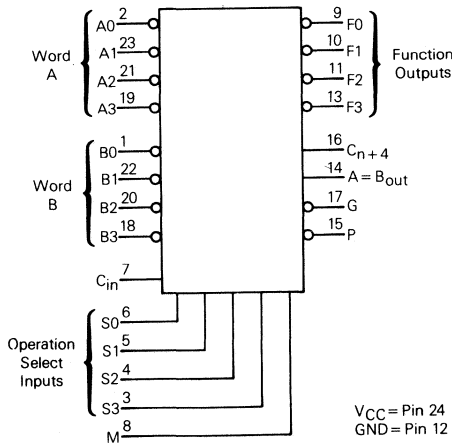 Word
A
A0 2
A1 23
A2 21
A3 19
Word
B
B0 1
B1 22
B2 20
B3 18
Cin 7
Operation
Select
Inputs
S0 6
S1 5
S2 4
S3 3
M 8
9 F0
10 F1
11 F2
13 F3
Function
Outputs
16 Cn+4
14 A=Bout
17 G
15 P
VCC=Pin 24
GND=Pin 12